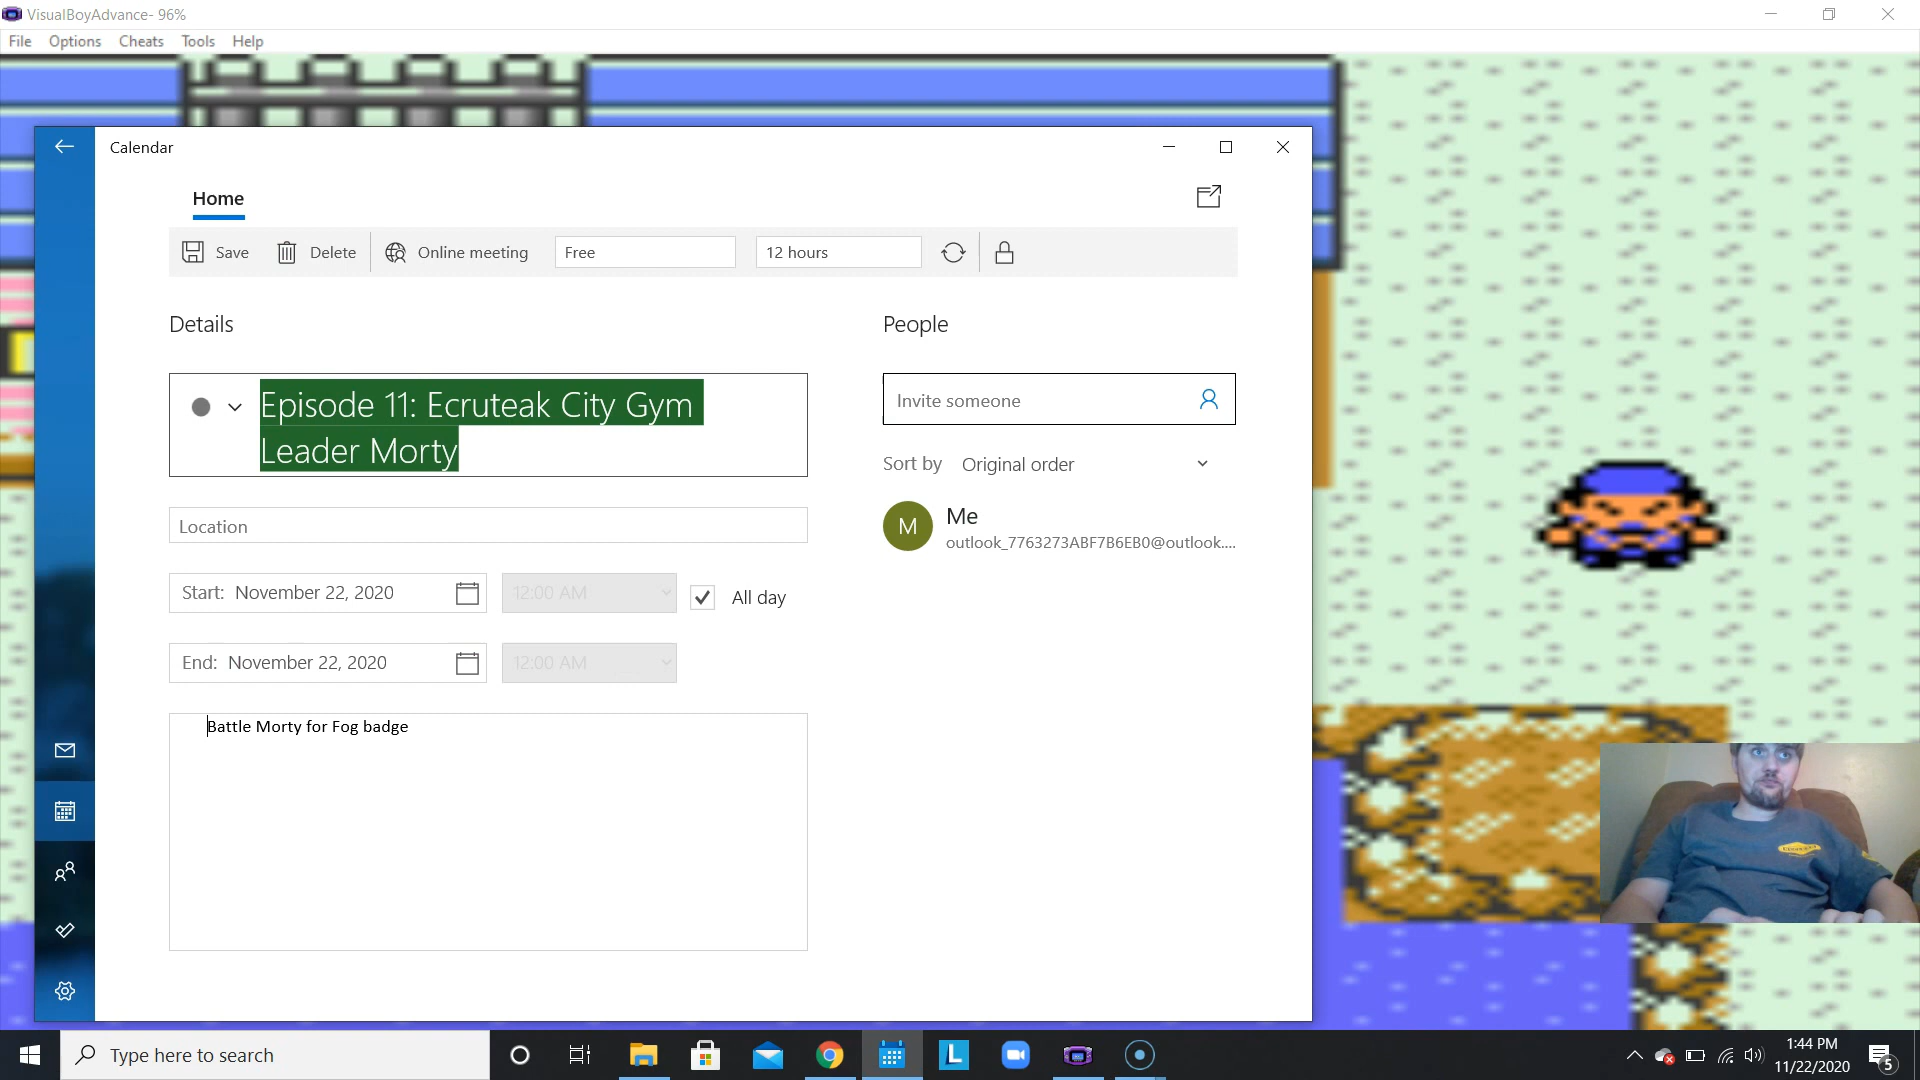 VisualBoyAdvance- 96%
File Options Cheats Tools Help
Calendar
Home
Save Delete Online meeting Free 12 hours
Details
People
Episode 11: Ecruteak City Gym
Leader Morty
Invite someone
Sort by Original order
M
Me
outlook_7763273ABF7B6EB0@outlook....
Location
Start: November 22, 2020 12:00 AM All day
End: November 22, 2020 12:00 AM
Battle Morty for Fog badge
Type here to search
L
1:44 PM
11/22/2020
5